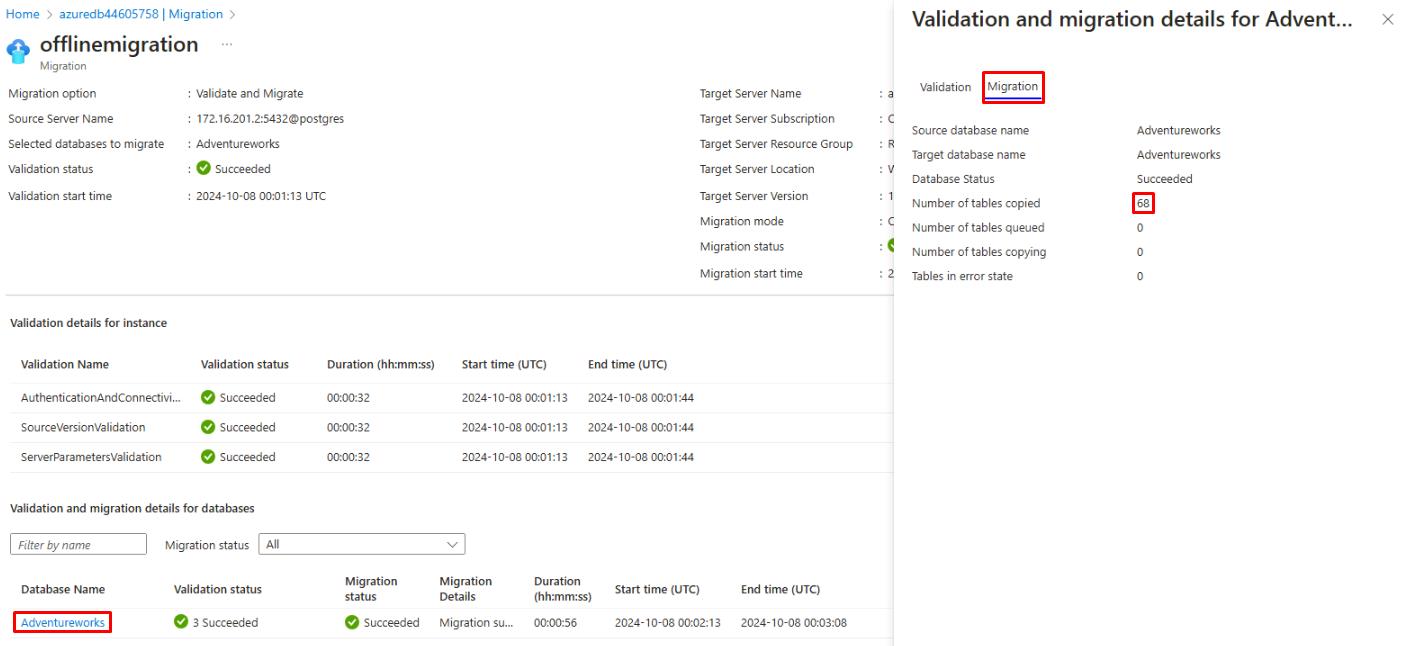 Home > azuredb44605758 | Migration >
offlinemigration ...
Migration
Migration option : Validate and Migrate
Source Server Name : 172.16.201.2:5432@postgres
Selected databases to migrate : Adventureworks
Validation status : Succeeded
Validation start time : 2024-10-08 00:01:13 UTC
Target Server Name : a
Target Server Subscription :
Target Server Resource Group : R
Target Server Location : W
Target Server Version : 1
Migration mode :
Migration status :
Migration start time : 2
Validation details for instance
Validation Name Validation status Duration (hh:mm:ss) Start time (UTC) End time (UTC)
AuthenticationAndConnectivi... Succeeded 00:00:32 2024-10-08 00:01:13 2024-10-08 00:01:44
SourceVersionValidation Succeeded 00:00:32 2024-10-08 00:01:13 2024-10-08 00:01:44
ServerParametersValidation Succeeded 00:00:32 2024-10-08 00:01:13 2024-10-08 00:01:44
Validation and migration details for databases
Filter by name Migration status All
Database Name Validation status Migration status Migration Details Duration (hh:mm:ss) Start time (UTC) End time (UTC)
Adventureworks 3 Succeeded Succeeded Migration su... 00:00:56 2024-10-08 00:02:13 2024-10-08 00:03:08
Validation and migration details for Advent...
Validation Migration
Source database name Adventureworks
Target database name Adventureworks
Database Status Succeeded
Number of tables copied 68
Number of tables queued 0
Number of tables copying 0
Tables in error state 0